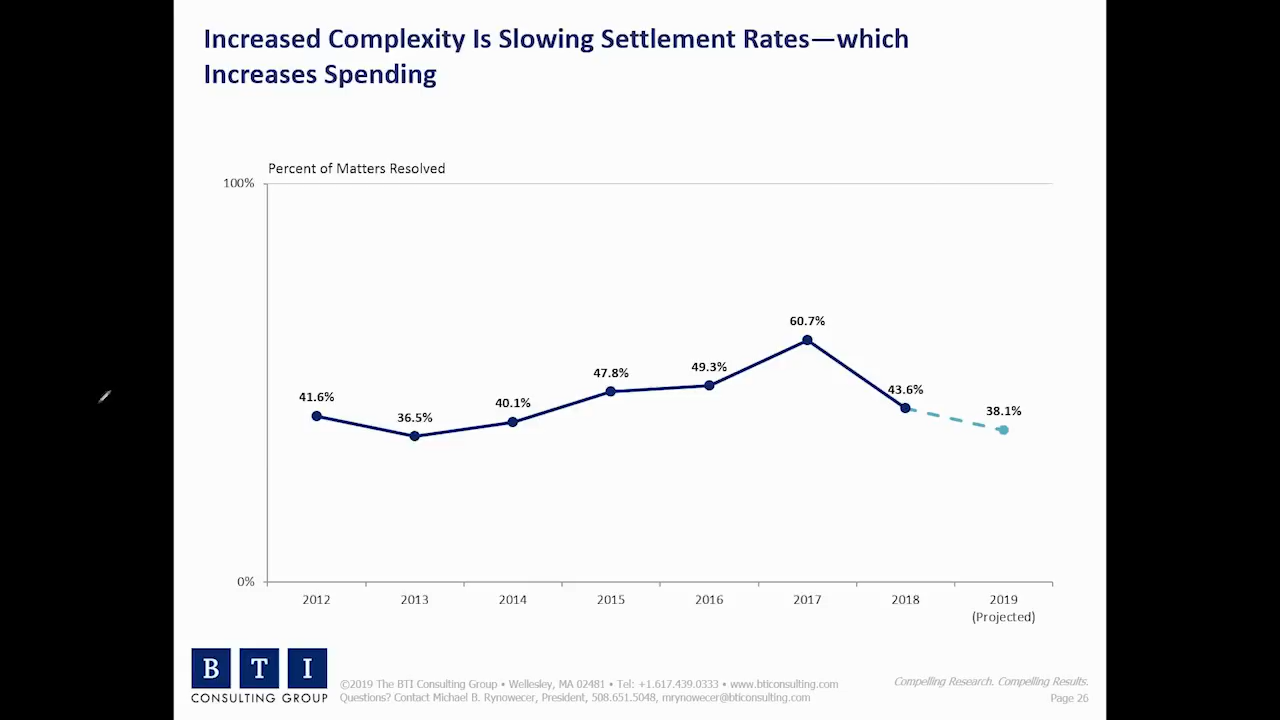 Increased Complexity Is Slowing Settlement Rates—which
Increases Spending
Percent of Matters Resolved
100%
60.7%
49.3%
47.8%
43.6%
41.6%
40.1%
38.1%
36.5%
0%
2012 2013 2014 2015 2016 2017 2018 2019
(Projected)
B T I
CONSULTING GROUP
©2019 The BTI Consulting Group • Wellesley, MA 02481 • Tel: +1.617.439.0333 • www.bticonsulting.com
Questions? Contact Michael B. Rynowecer, President, 508.651.5048, mrynowecer@bticonsulting.com
Compelling Research. Compelling Results.
Page 26